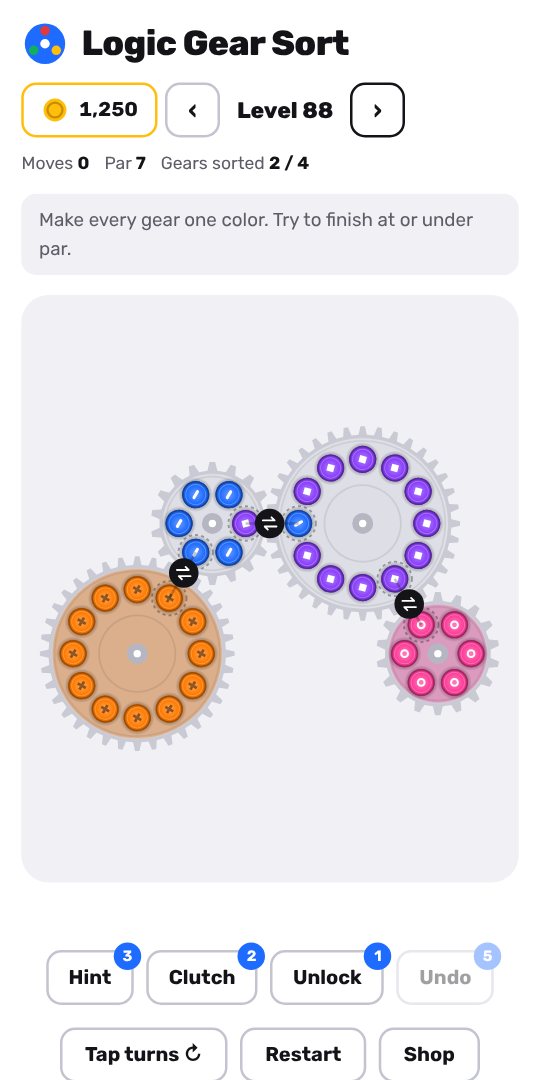 Logic Gear Sort
1,250
‹
Level 88
›
Moves 0 Par 7 Gears sorted 2 / 4
Make every gear one color. Try to finish at or under
par.
3
2
1
5
Hint
Clutch
Unlock
Undo
Tap turns ↻
Restart
Shop